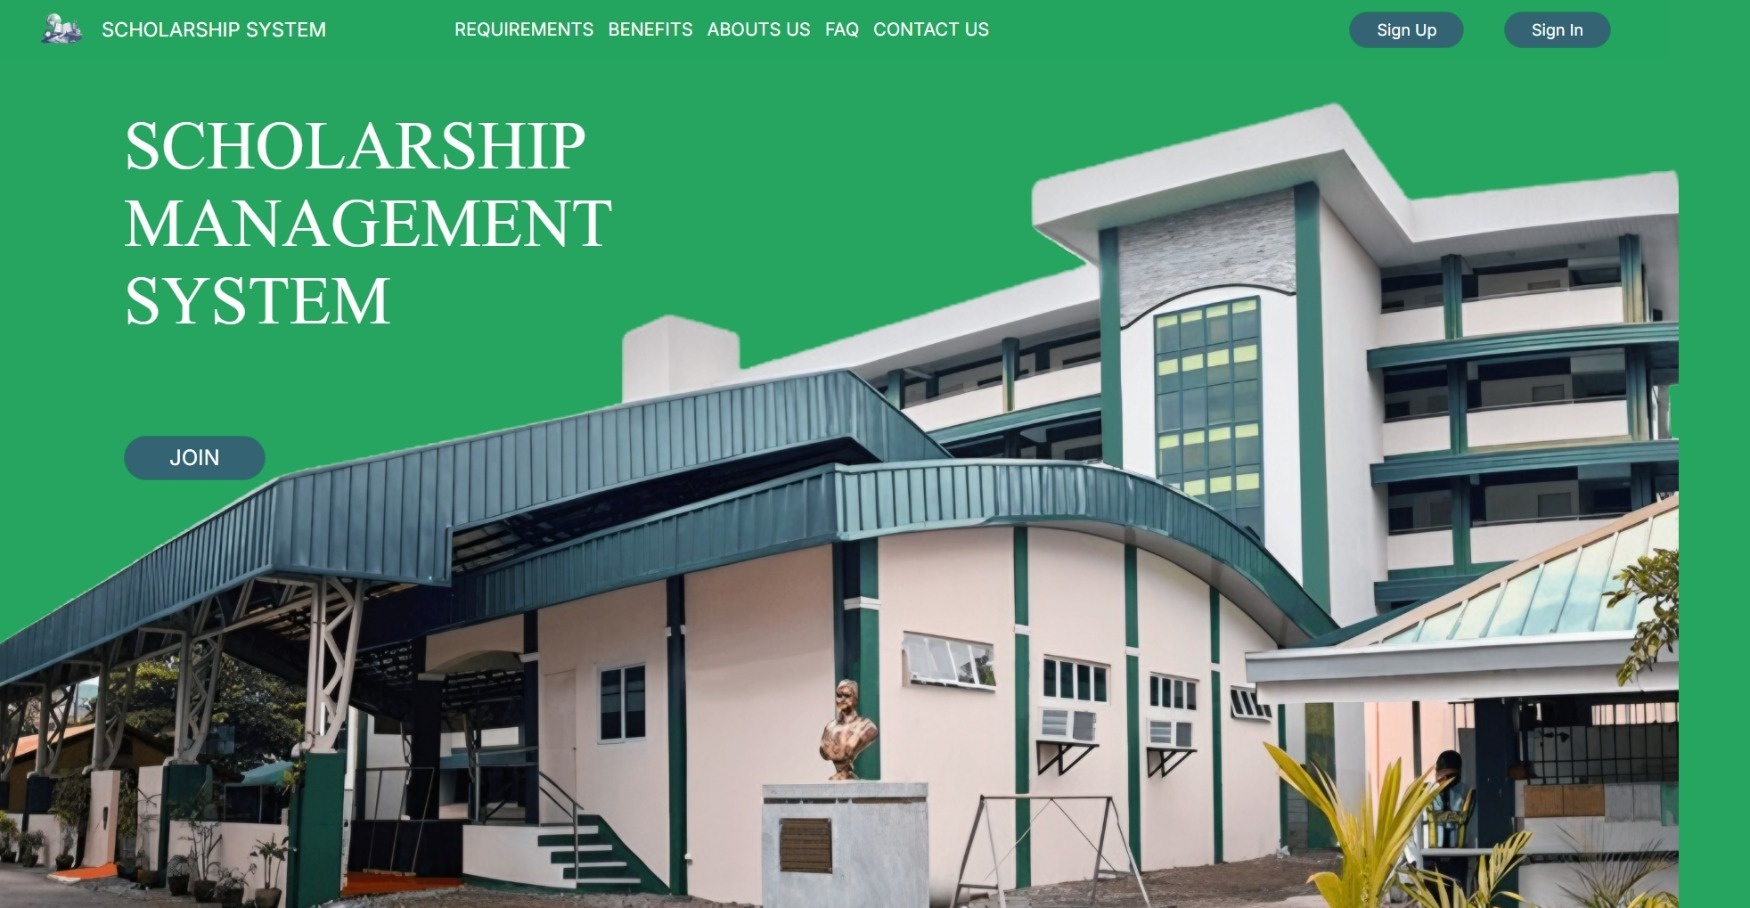 SCHOLARSHIP SYSTEM
REQUIREMENTS BENEFITS ABOUTS US FAQ CONTACT US
Sign Up
Sign In
SCHOLARSHIP
MANAGEMENT
SYSTEM
JOIN